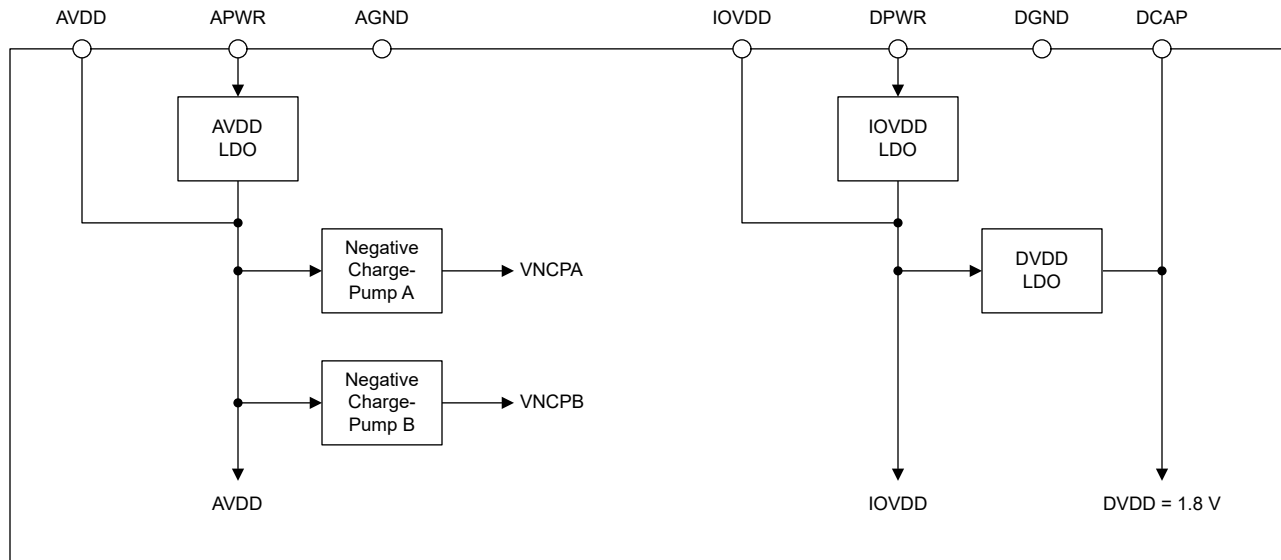 AVDD APWR AGND IOVDD DPWR DGND DCAP
AVDD
LDO
IOVDD
LDO
Negative
Charge-
Pump A
VNCPA
DVDD
LDO
Negative
Charge-
Pump B
VNCPB
AVDD IOVDD DVDD = 1.8 V